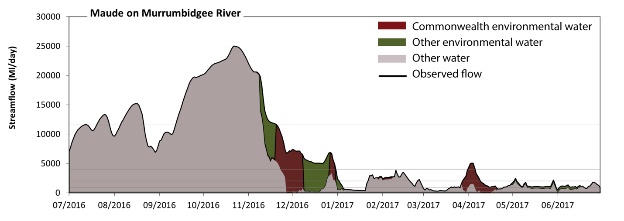 Maude on Murrumbidgee River
Commonwealth environmental water
Other environmental water
Other water
Observed flow
Streamflow (Ml/day)
30000
25000
20000
15000
10000
5000
0
07/2016 08/2016 09/2016 10/2016 11/2016 12/2016 01/2017 02/2017 03/2017 04/2017 05/2017 06/2017